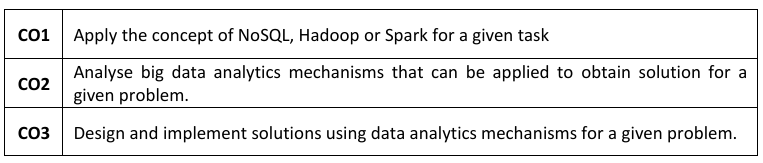 CO1 Apply the concept of NoSQL, Hadoop or Spark for a given task
CO2 Analyse big data analytics mechanisms that can be applied to obtain solution for a
given problem.
CO3 Design and implement solutions using data analytics mechanisms for a given problem.